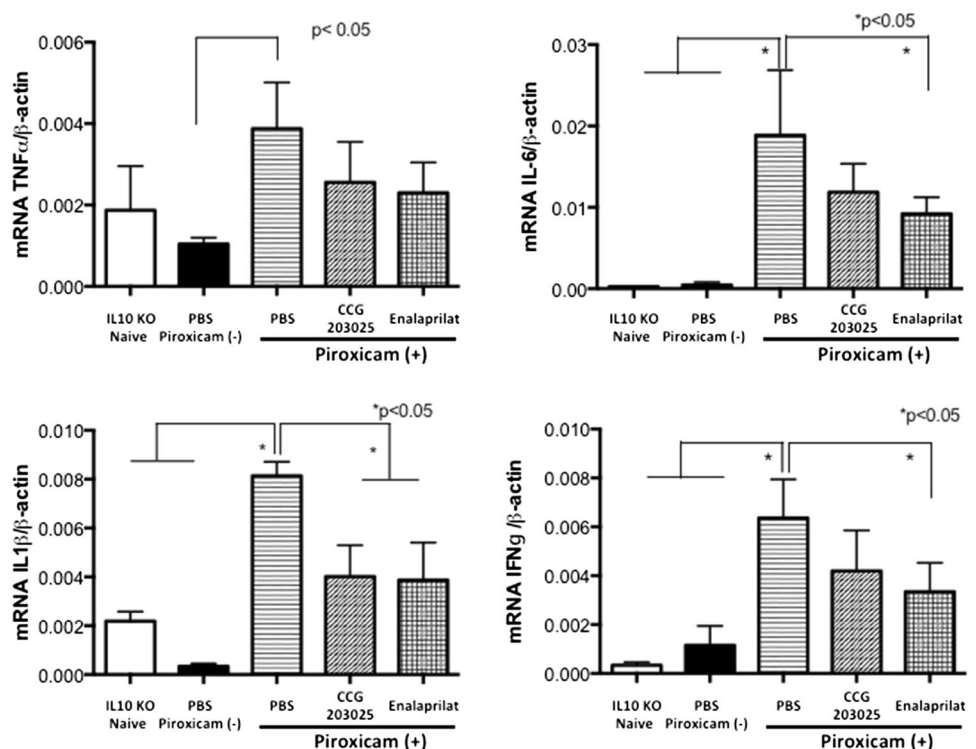 p< 0.05
mRNA TNFα/β-actin
0.006
0.004
0.002
0.000
IL10 KO
Naive
PBS
Piroxicam (-)
PBS
CCG
203025
Enalaprilat
Piroxicam (+)
*p<0.05
* *
mRNA IL-6/β-actin
0.03
0.02
0.01
0.00
IL10 KO
Naive
PBS
Piroxicam (-)
PBS
CCG
203025
Enalaprilat
Piroxicam (+)
*p<0.05
* *
mRNA IL1β/β-actin
0.010
0.008
0.006
0.004
0.002
0.000
IL10 KO
Naive
PBS
Piroxicam (-)
PBS
CCG
203025
Enalaprilat
Piroxicam (+)
*p<0.05
* *
mRNA IFNg /β-actin
0.010
0.008
0.006
0.004
0.002
0.000
IL10 KO
Naive
PBS
Piroxicam (-)
PBS
CCG
203025
Enalaprilat
Piroxicam (+)